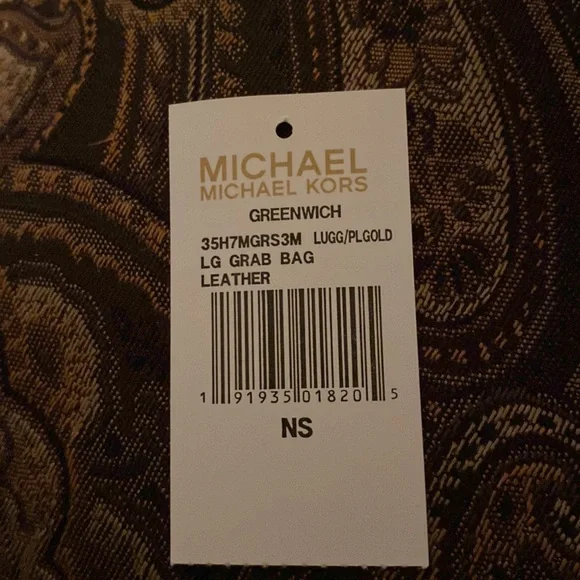 MICHAEL
MICHAEL KORS
GREENWICH
35H7MGRS3M LUGG/PLGOLD
LG GRAB BAG
LEATHER
1 91935 01820 5
NS